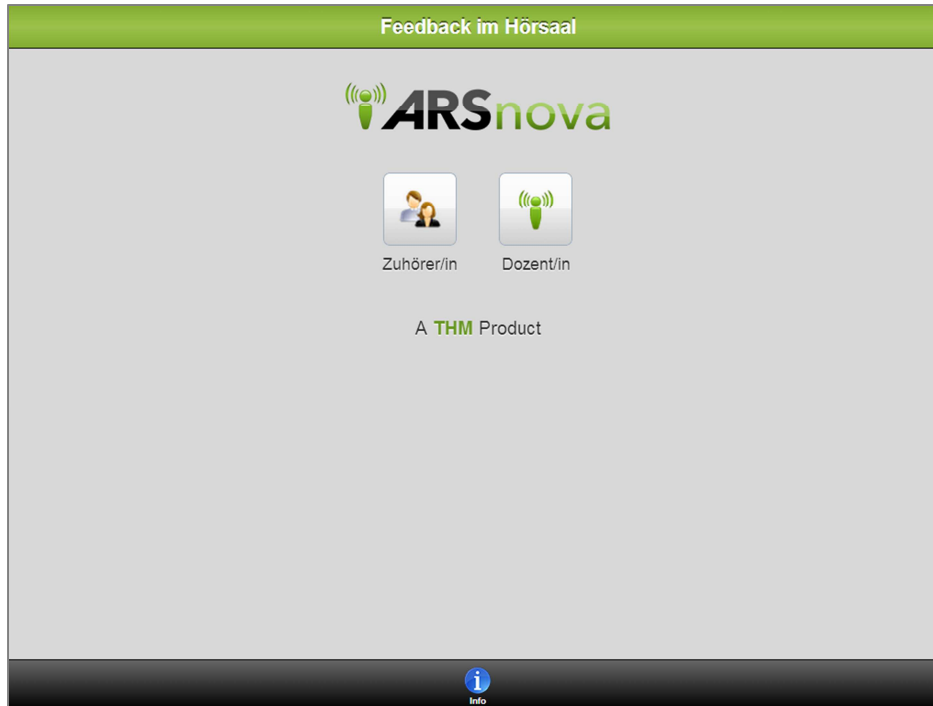 Feedback im Hörsaal
ARSnova
Zuhörer/in Dozent/in
A THM Product
Info